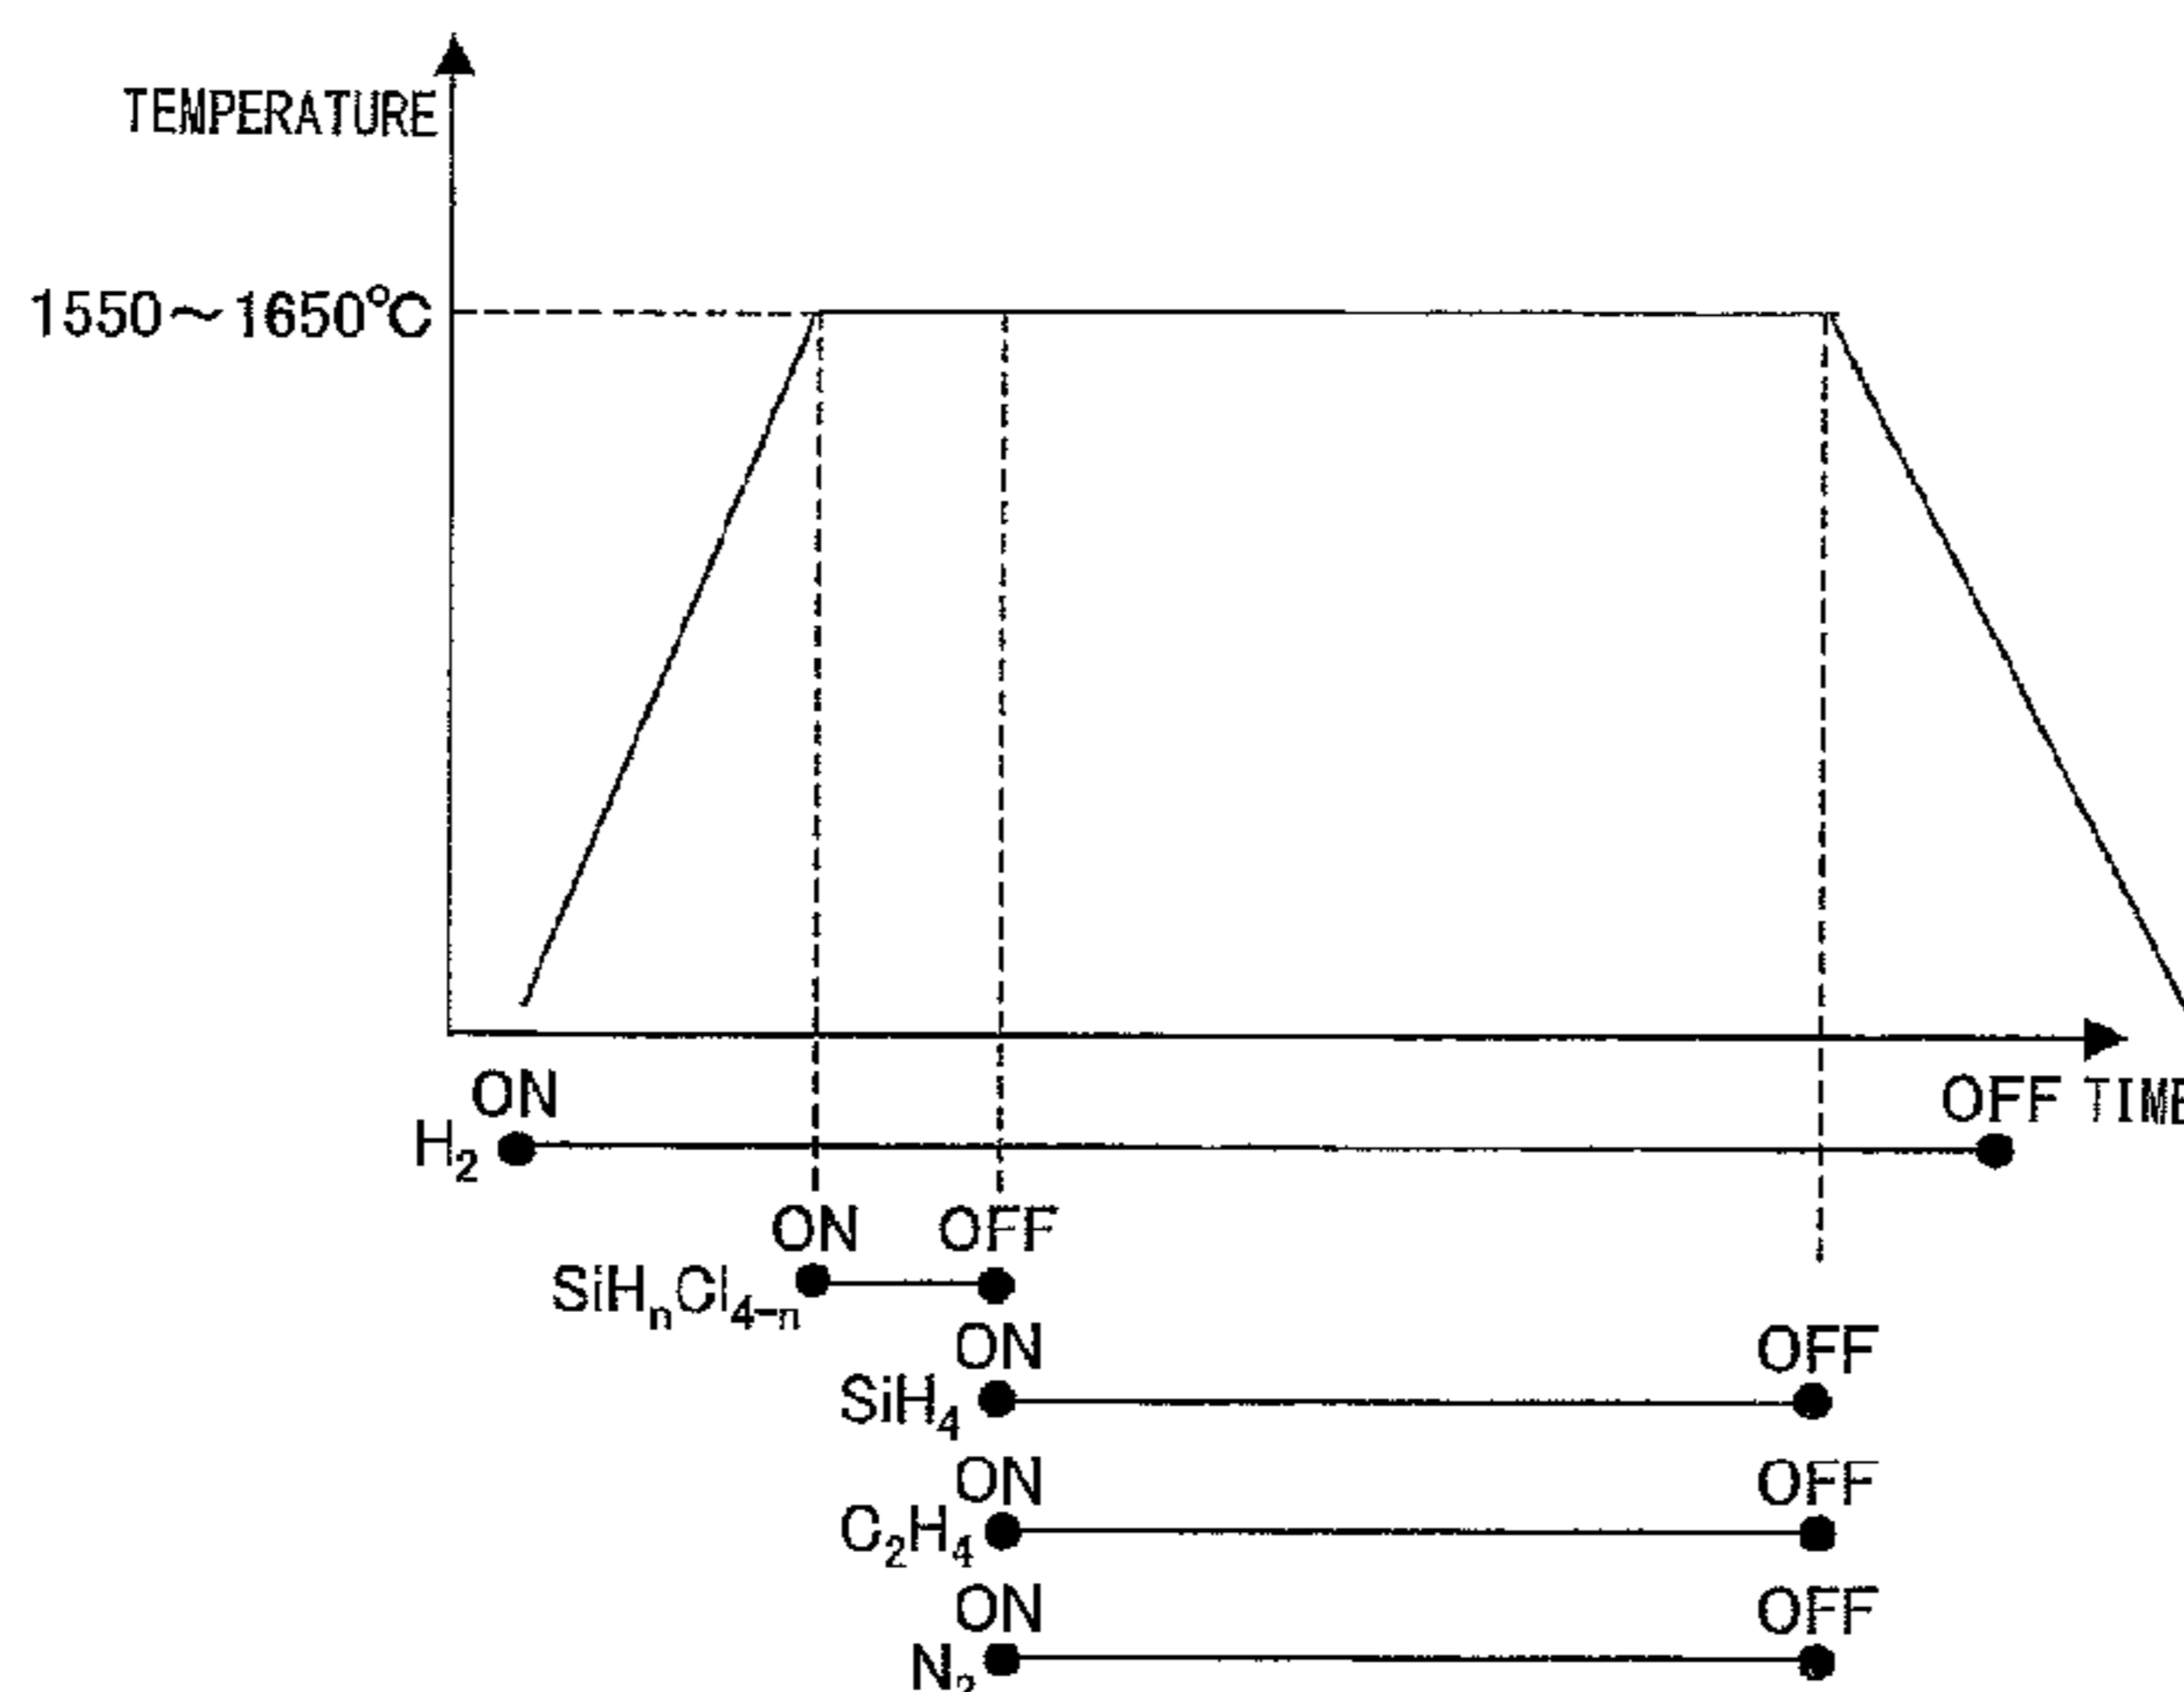 TEMPERATURE
1550～1650℃
ON
OFF TIME
H₂
ON OFF
SiHₙCl₄₋ₙ
ON OFF
SiH₄
ON OFF
C₂H₄
ON OFF
N₂